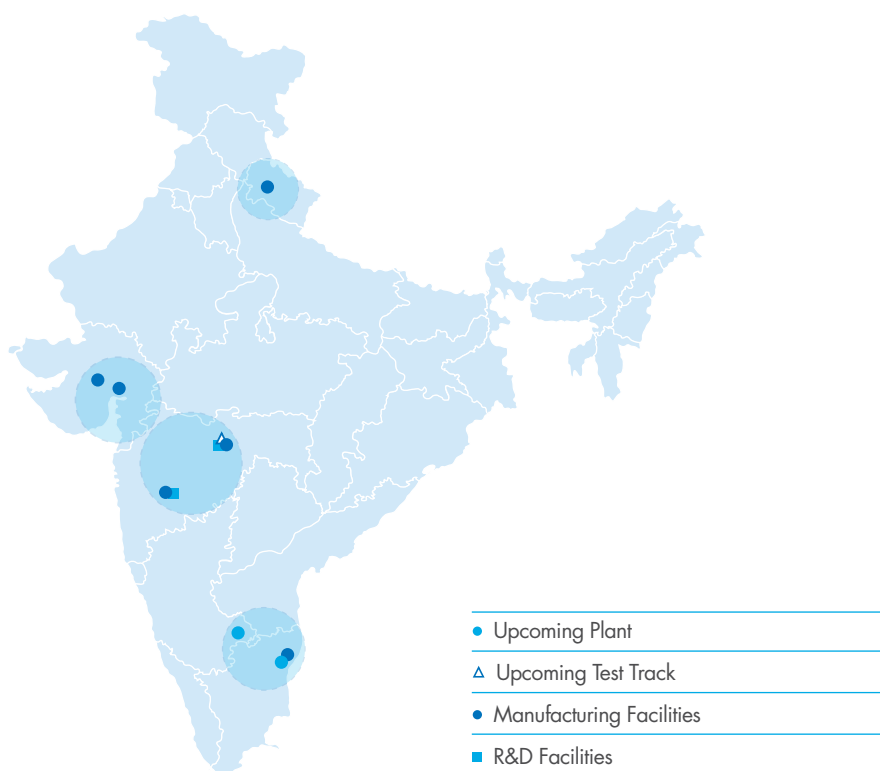 Upcoming Plant
Upcoming Test Track
Manufacturing Facilities
R&D Facilities